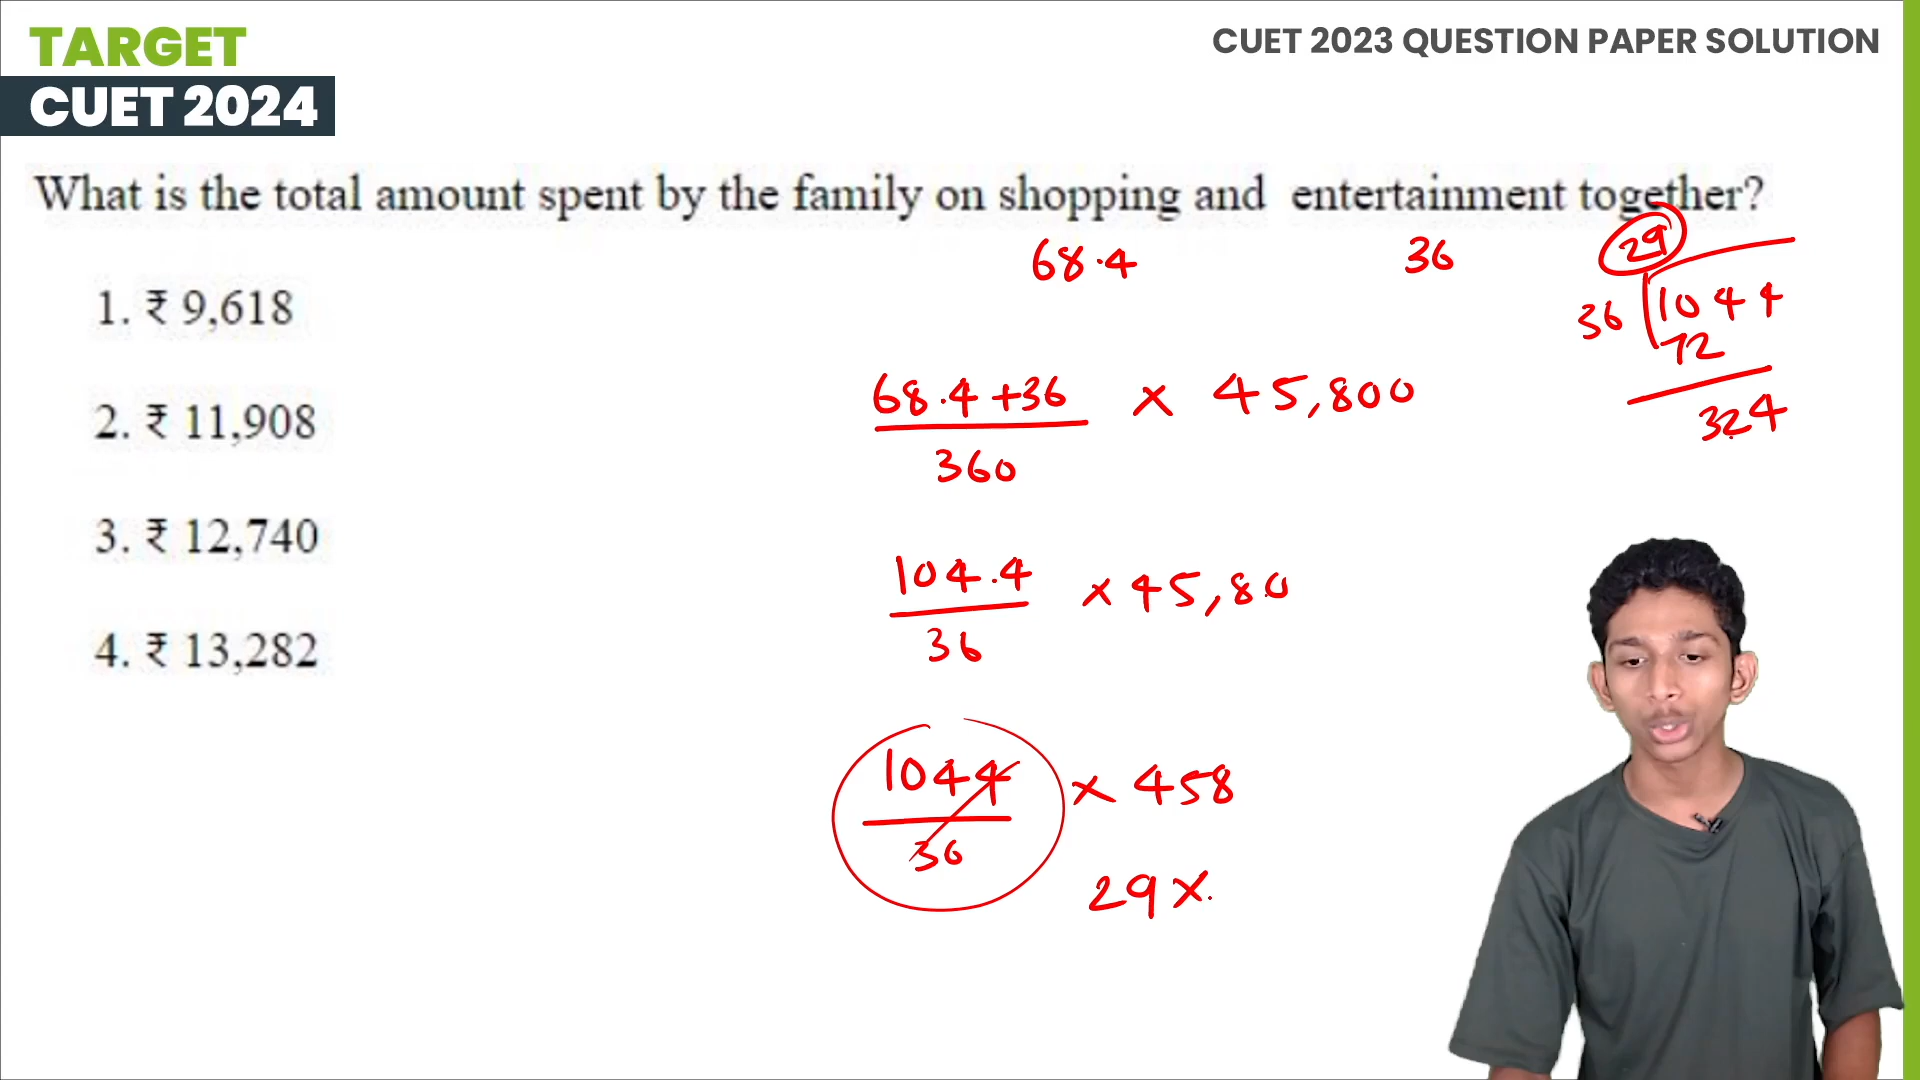 TARGET
CUET 2024
CUET 2023 QUESTION PAPER SOLUTION
What is the total amount spent by the family on shopping and entertainment together?
68.4 36
1. ₹ 9,618
2. ₹ 11,908
3. ₹ 12,740
4. ₹ 13,282
68.4 + 36 × 45,800
360
104.4 × 45,80
36
1044 × 458
36
29 ×
29
36 1044
72
324